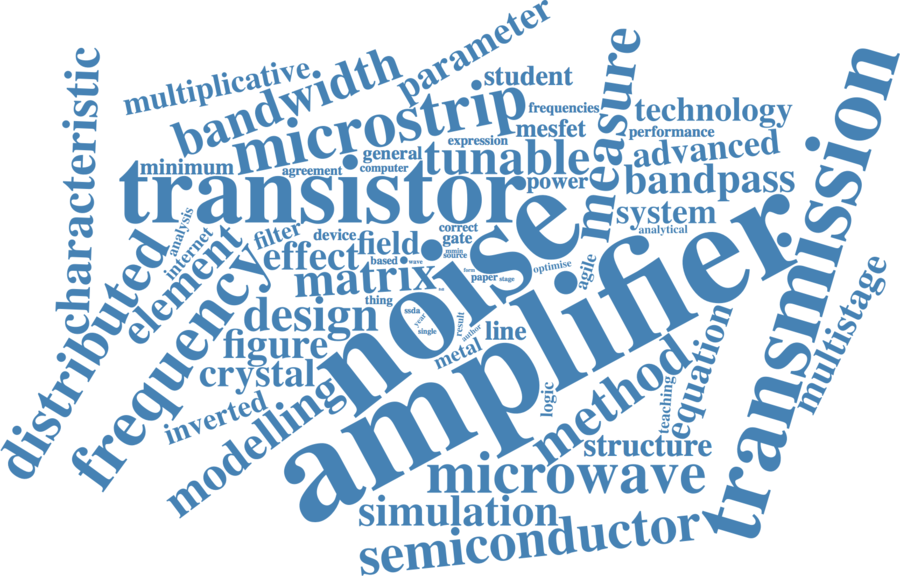 parameter
multiplicative
bandwidth
student
characteristic
microstrip
frequencies
measure
technology
mesfet
performance
expression
general
tunable
advanced
transmission
minimum
agreement
computer
transistor
power
bandpass
analysis
system
internet
filter
device
field
correct
gate
analytical
noise
amplifier
element
effect
based
wave
mmic
source
distributed
frequency
matrix
form
paper
stage
optimise
agile
multistage
thing
design
ssda
year
single
result
author
line
figure
metal
equation
crystal
method
logic
teaching
inverted
modelling
structure
microwave
simulation
semiconductor